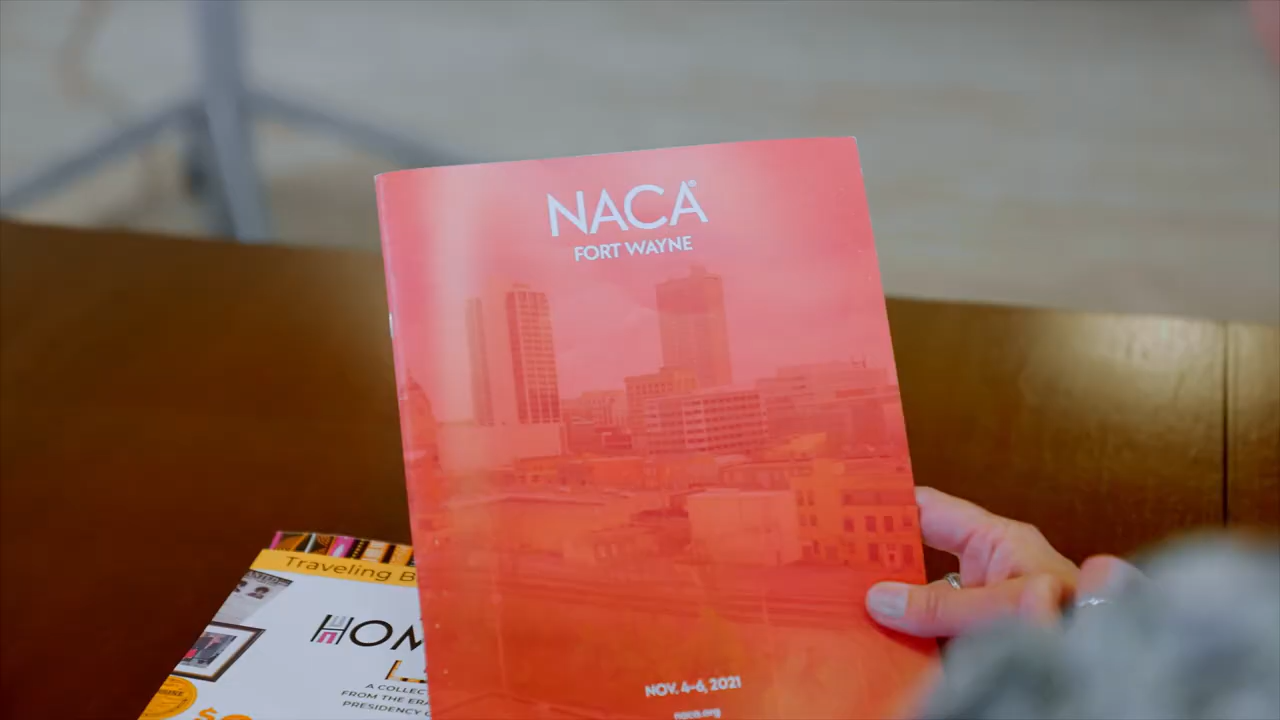 NACA®
FORT WAYNE
NOV. 4-6, 2021
naca.org
Traveling B
HOM
L
A COLLEC
FROM THE ERA
PRESIDENCY O
$